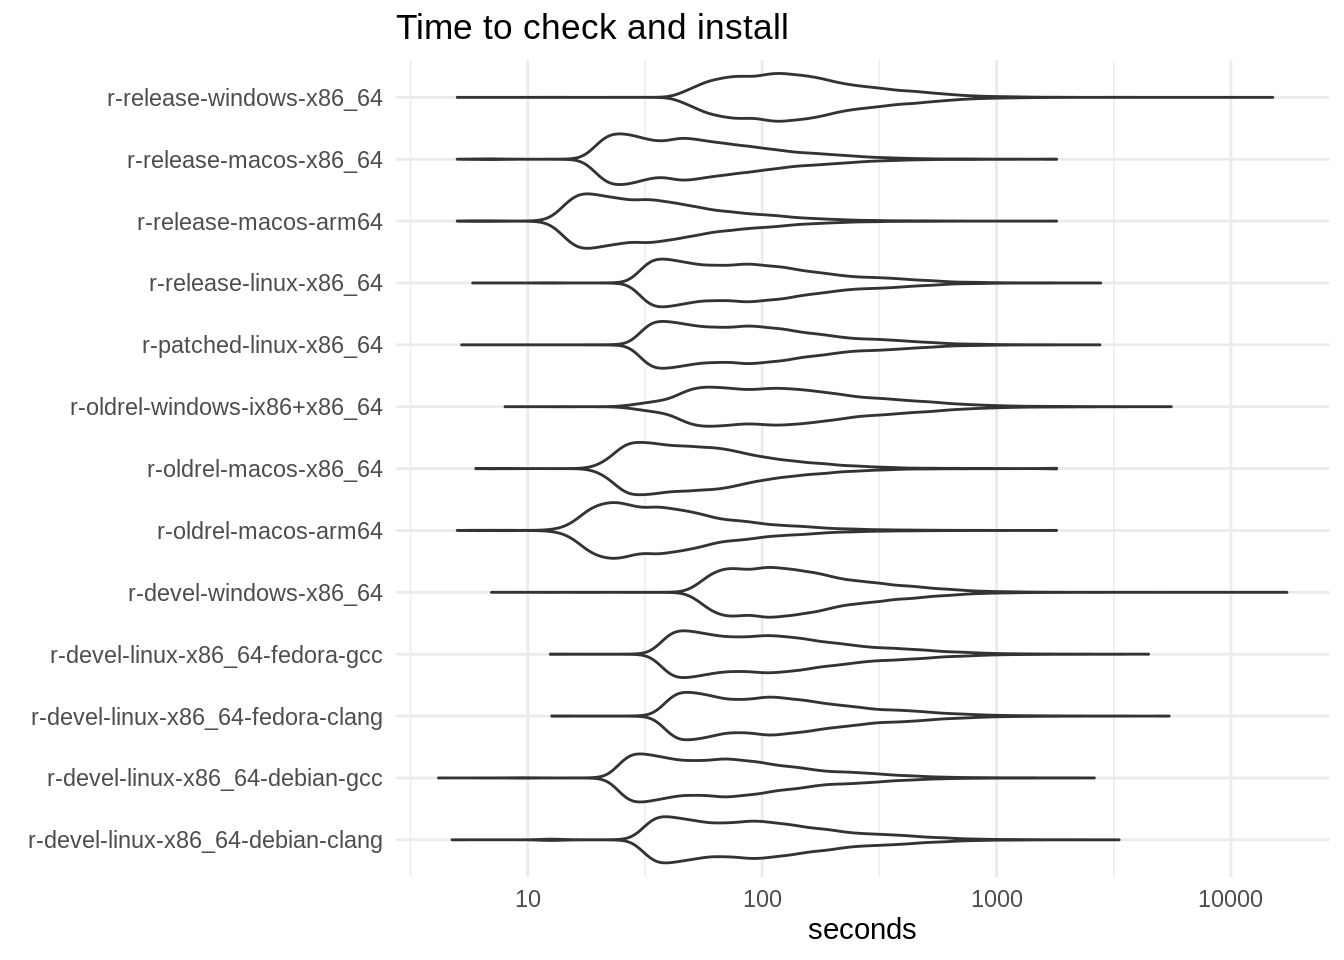 Time to check and install
r-release-windows-x86_64
r-release-macos-x86_64
r-release-macos-arm64
r-release-linux-x86_64
r-patched-linux-x86_64
r-oldrel-windows-ix86+x86_64
r-oldrel-macos-x86_64
r-oldrel-macos-arm64
r-devel-windows-x86_64
r-devel-linux-x86_64-fedora-gcc
r-devel-linux-x86_64-fedora-clang
r-devel-linux-x86_64-debian-gcc
r-devel-linux-x86_64-debian-clang
10 100 1000 10000
seconds